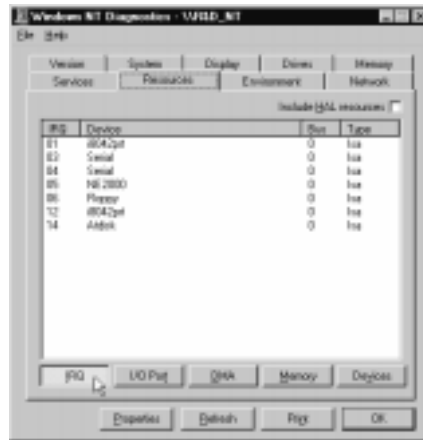 Windows NT Diagnostics - \\R&D_NT
File Help
Version System Display Drives Memory
Services Resources Environment Network
Include HAL resources
IRQ Device Bus Type
01 i8042prt 0 Isa
03 Serial 0 Isa
04 Serial 0 Isa
05 NE2000 0 Isa
06 Floppy 0 Isa
12 i8042prt 0 Isa
14 Atdisk 0 Isa
IRQ I/O Port DMA Memory Devices
Properties Refresh Print OK